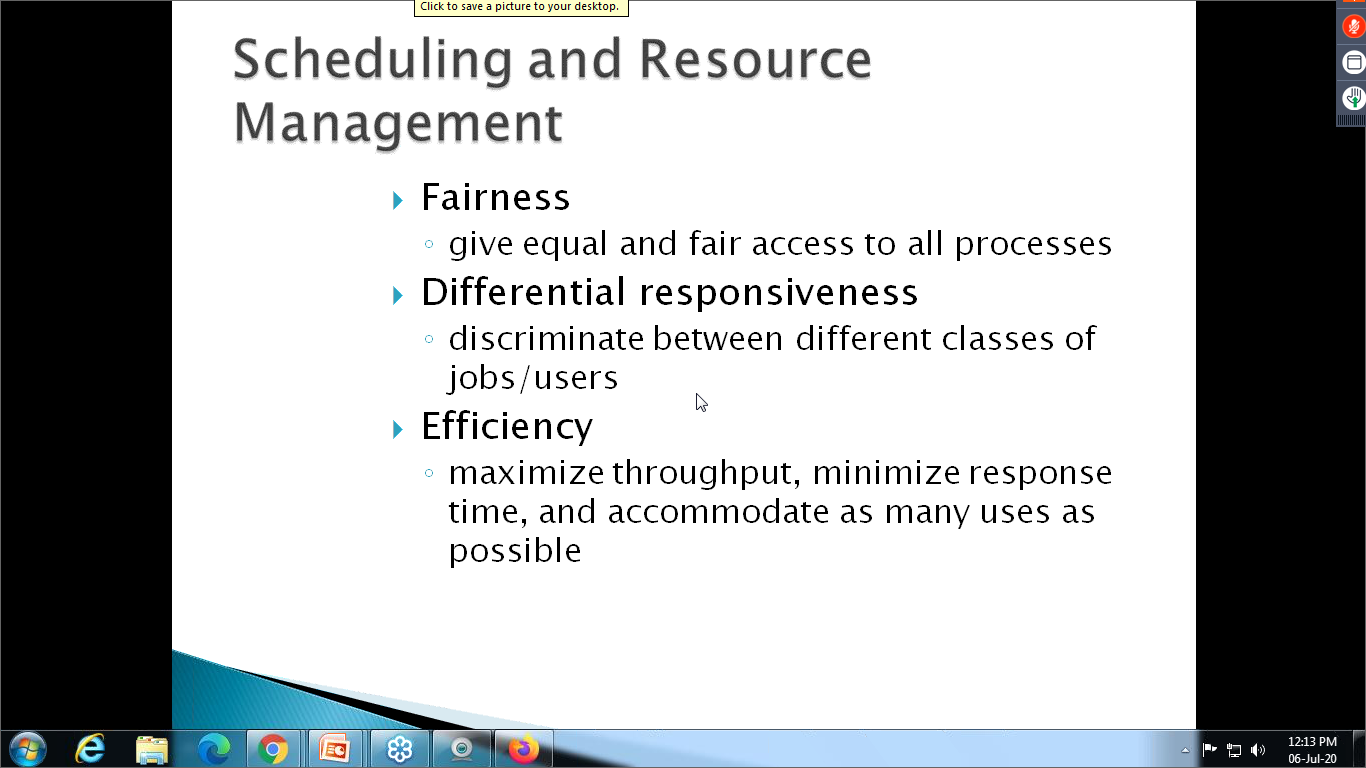 Click to save a picture to your desktop.
Scheduling and Resource
Management
Fairness
give equal and fair access to all processes
Differential responsiveness
discriminate between different classes of
jobs/users
Efficiency
maximize throughput, minimize response
time, and accommodate as many uses as
possible
12:13 PM
06-Jul-20